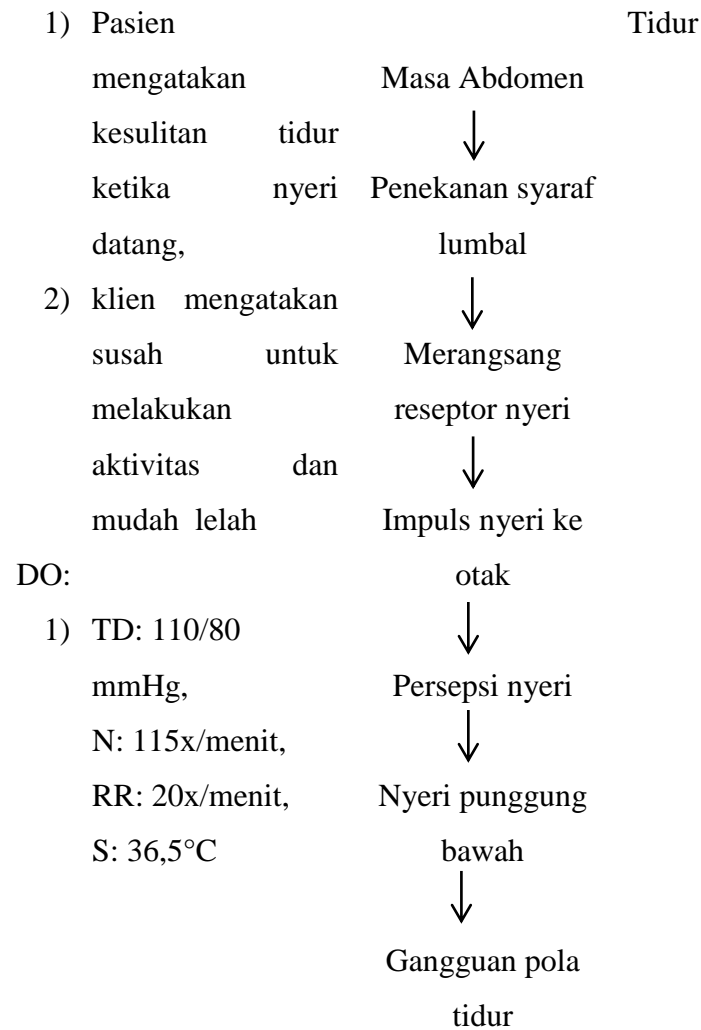 1) Pasien
mengatakan
kesulitan tidur
ketika nyeri
datang,
2) klien mengatakan
susah untuk
melakukan
aktivitas dan
mudah lelah
DO:
1) TD: 110/80
mmHg,
N: 115x/menit,
RR: 20x/menit,
S: 36,5°C
Masa Abdomen
Penekanan syaraf
lumbal
Merangsang
reseptor nyeri
Impuls nyeri ke
otak
Persepsi nyeri
Nyeri punggung
bawah
Gangguan pola
tidur
Tidur